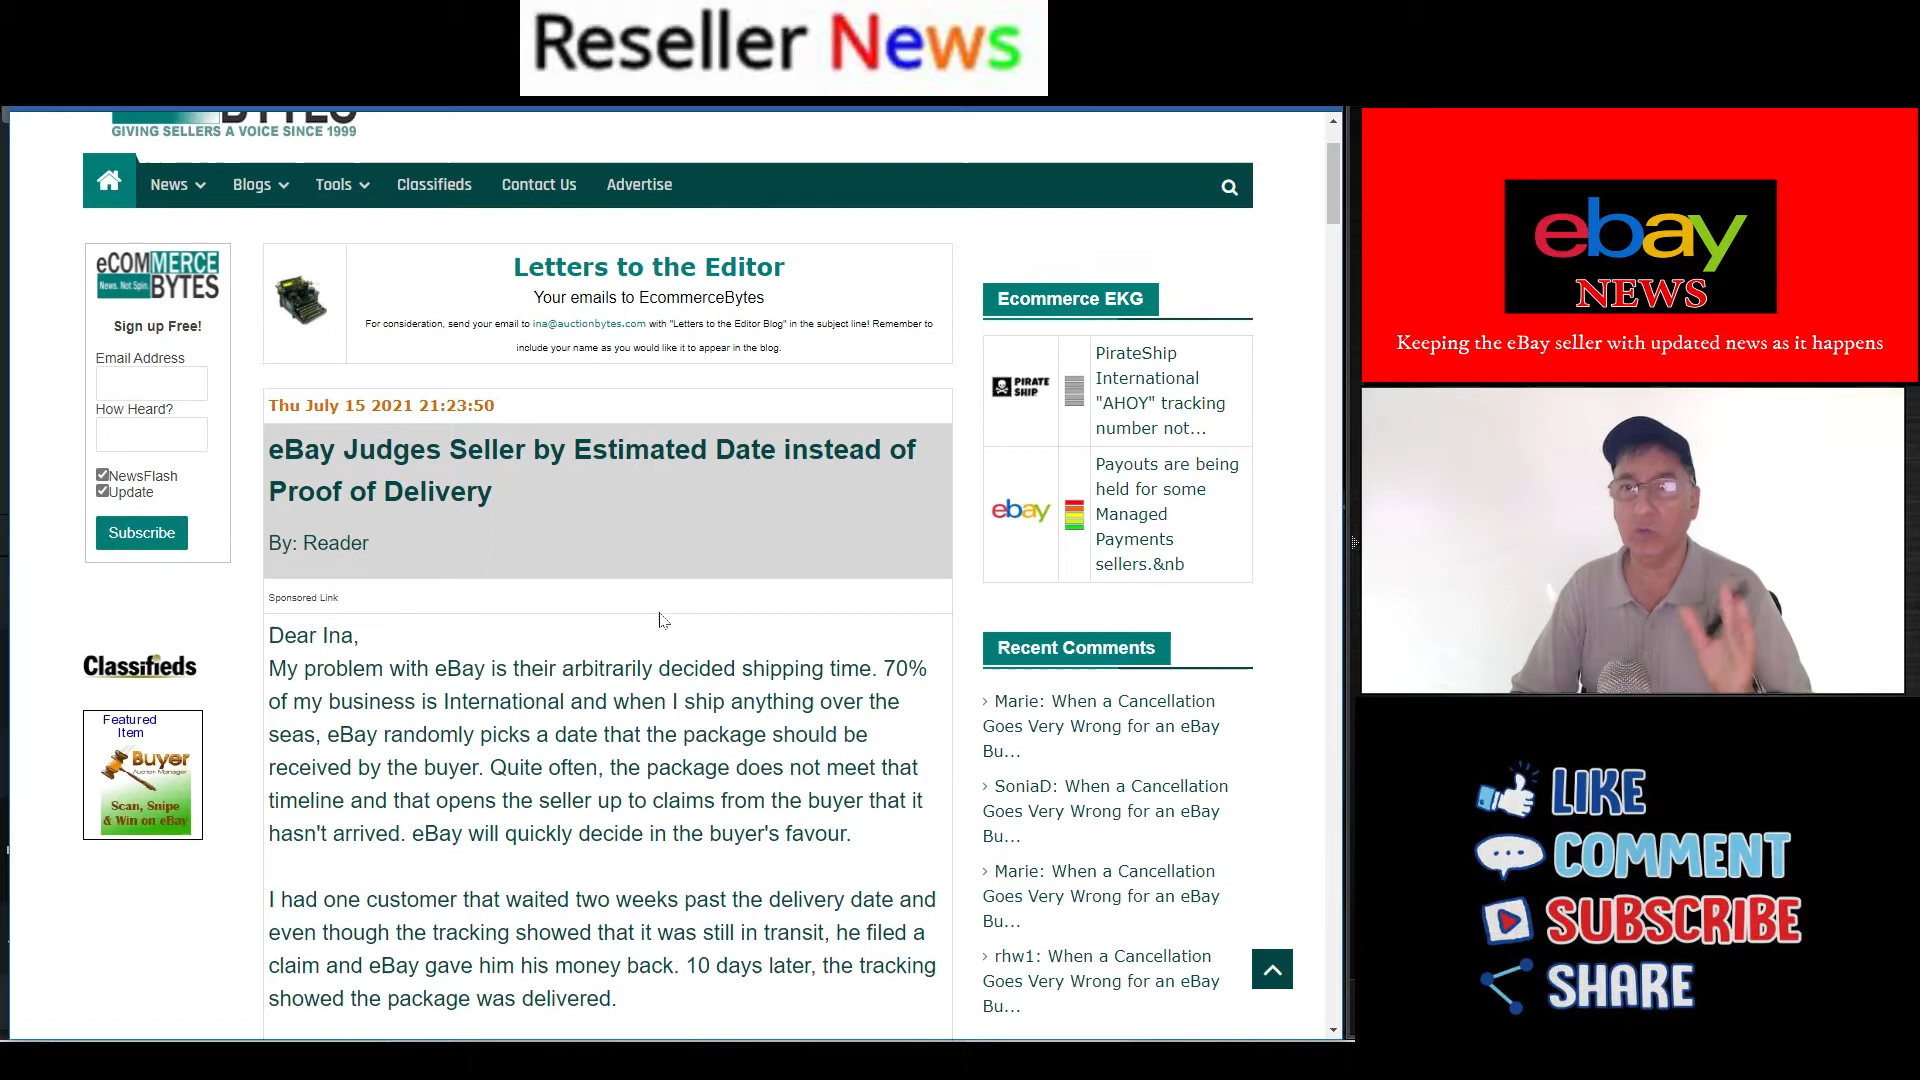 Reseller News
BYTES
GIVING SELLERS A VOICE SINCE 1999
News
Blogs
Tools
Classifieds
Contact Us
Advertise
eCOMMERCE
News. Not Spin.
BYTES
Sign up Free!
Email Address
How Heard?
NewsFlash
Update
Subscribe
Classifieds
Featured
Item
Buyer
Auction Manager
Scan, Snipe
& Win on eBay
Letters to the Editor
Your emails to EcommerceBytes
For consideration, send your email to ina@auctionbytes.com with "Letters to the Editor Blog" in the subject line! Remember to
include your name as you would like it to appear in the blog.
Thu July 15 2021 21:23:50
eBay Judges Seller by Estimated Date instead of
Proof of Delivery
By: Reader
Sponsored Link
Dear Ina,
My problem with eBay is their arbitrarily decided shipping time. 70%
of my business is International and when I ship anything over the
seas, eBay randomly picks a date that the package should be
received by the buyer. Quite often, the package does not meet that
timeline and that opens the seller up to claims from the buyer that it
hasn't arrived. eBay will quickly decide in the buyer's favour.
I had one customer that waited two weeks past the delivery date and
even though the tracking showed that it was still in transit, he filed a
claim and eBay gave him his money back. 10 days later, the tracking
showed the package was delivered.
Ecommerce EKG
PIRATE
SHIP
PirateShip
International
"AHOY" tracking
number not...
ebay
Payouts are being
held for some
Managed
Payments
sellers.&nb
Recent Comments
Marie: When a Cancellation
Goes Very Wrong for an eBay
Bu...
SoniaD: When a Cancellation
Goes Very Wrong for an eBay
Bu...
Marie: When a Cancellation
Goes Very Wrong for an eBay
Bu...
rhw1: When a Cancellation
Goes Very Wrong for an eBay
Bu...
ebay
NEWS
Keeping the eBay seller with updated news as it happens
LIKE
COMMENT
SUBSCRIBE
SHARE